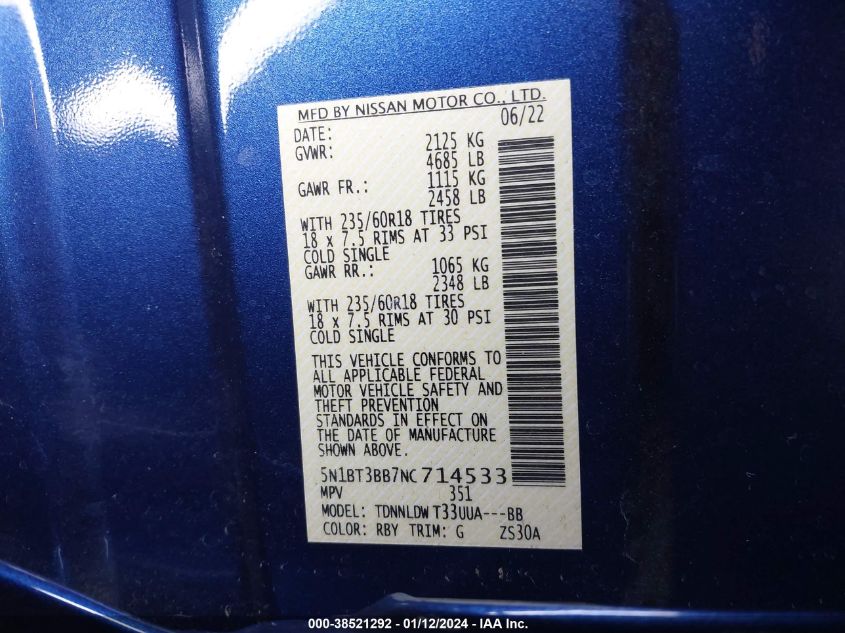 MFD BY NISSAN MOTOR CO., LTD.
DATE: 06/22
GVWR: 2125 KG
4685 LB
GAWR FR.: 1115 KG
2458 LB
WITH 235/60R18 TIRES
18 x 7.5 RIMS AT 33 PSI
COLD SINGLE
GAWR RR.: 1065 KG
2348 LB
WITH 235/60R18 TIRES
18 x 7.5 RIMS AT 30 PSI
COLD SINGLE
THIS VEHICLE CONFORMS TO
ALL APPLICABLE FEDERAL
MOTOR VEHICLE SAFETY AND
THEFT PREVENTION
STANDARDS IN EFFECT ON
THE DATE OF MANUFACTURE
SHOWN ABOVE.
5N1BT3BB7NC714533
MPV 351
MODEL: TDNNLDW T33UUA---BB
COLOR: RBY TRIM: G ZS30A
000-38521292 - 01/12/2024 - IAA Inc.